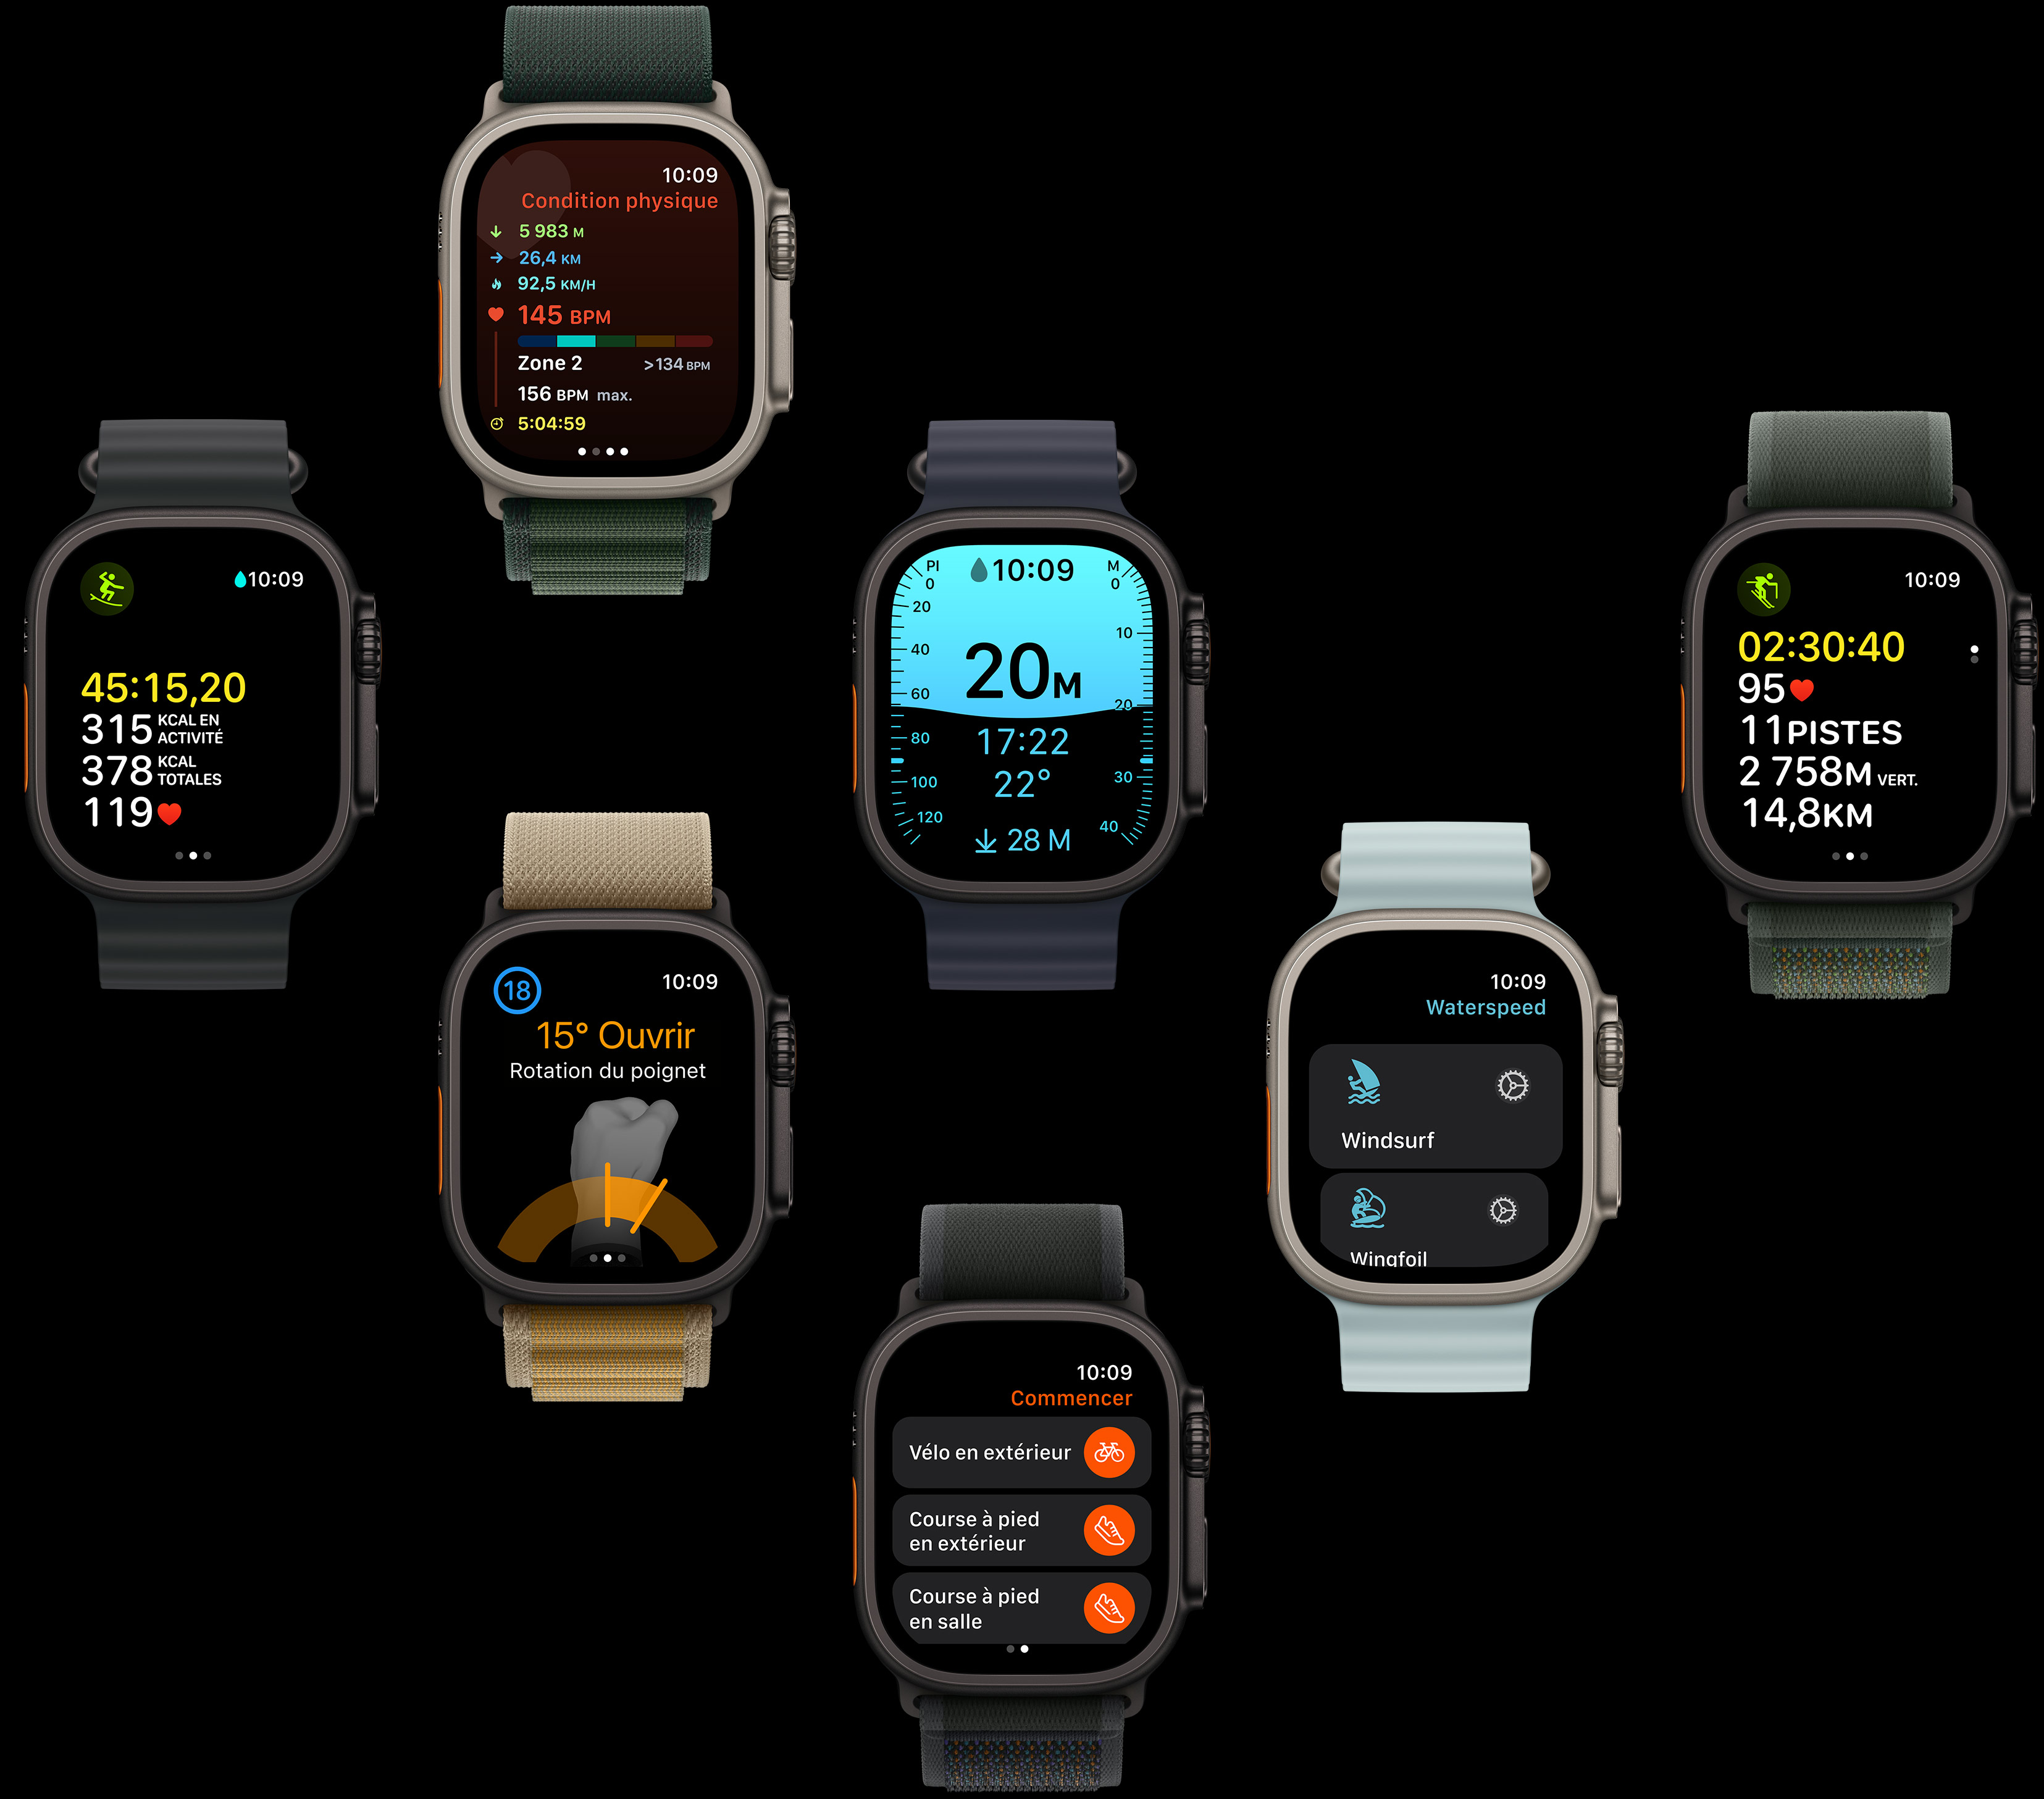 10:09
Condition physique
5 983 M
26,4 KM
92,5 KM/H
145 BPM
Zone 2 >134 BPM
156 BPM max.
5:04:59
10:09
45:15,20
315 KCAL EN ACTIVITÉ
378 KCAL TOTALES
119
PI 10:09 M
0 0
20
10
40
20M
60
20
80
17:22
22°
30
100
120
40
28 M
10:09
02:30:40
95
11PISTES
2 758M VERT.
14,8KM
18 10:09
15° Ouvrir
Rotation du poignet
10:09
Waterspeed
Windsurf
Wingfoil
10:09
Commencer
Vélo en extérieur
Course à pied
en extérieur
Course à pied
en salle